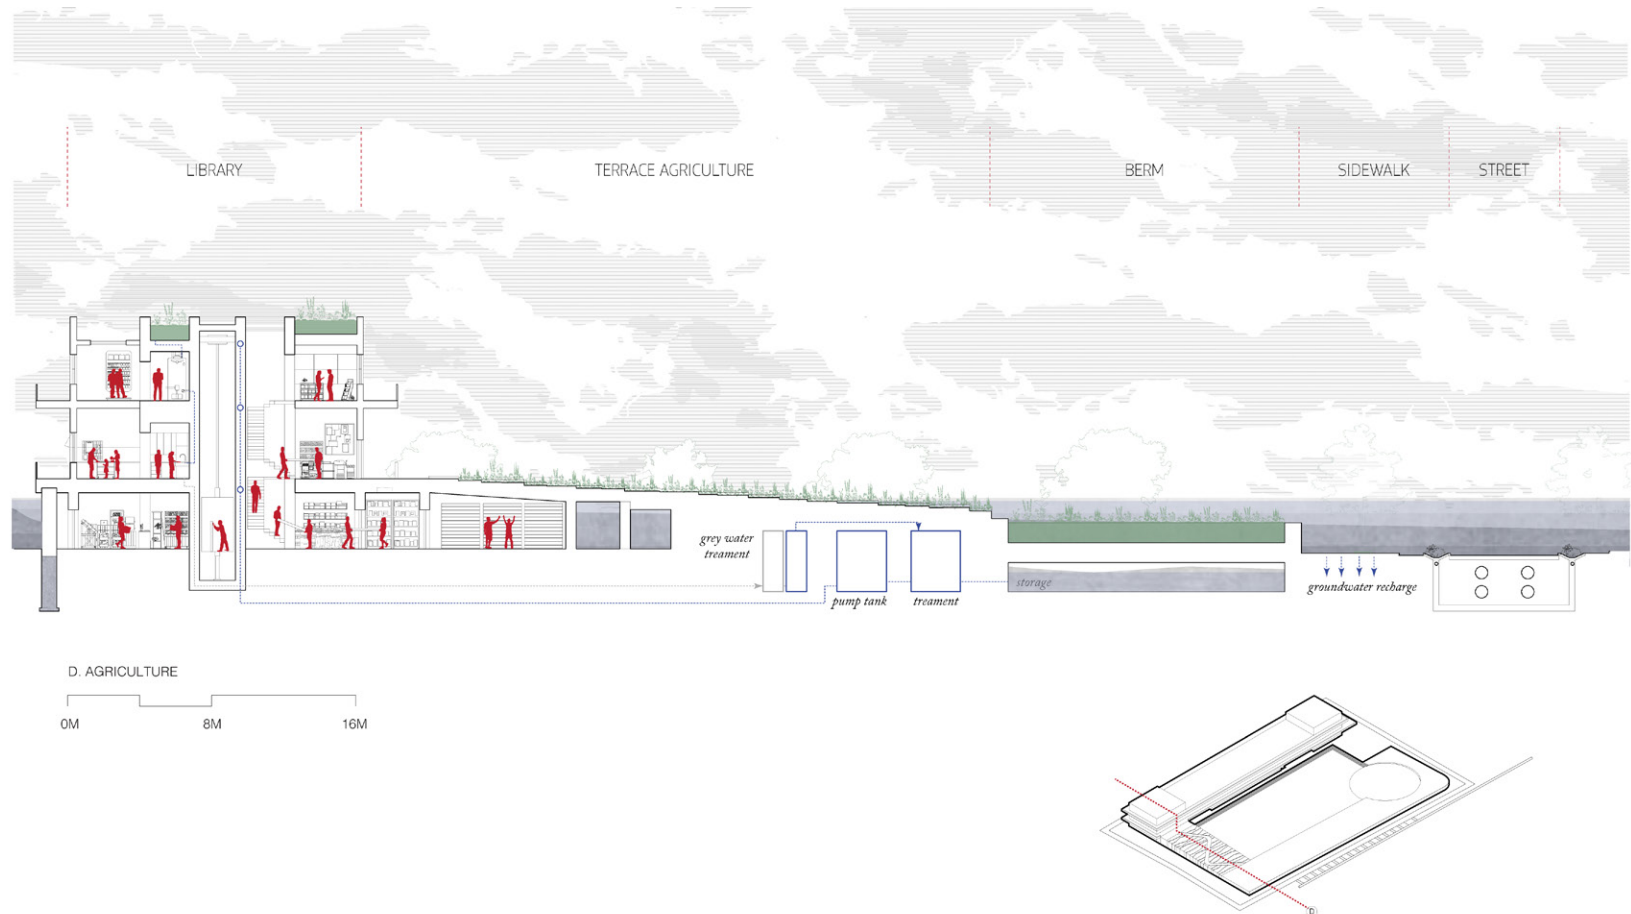 LIBRARY
TERRACE AGRICULTURE
BERM
SIDEWALK
STREET
grey water
treament
pump tank
treament
storage
groundwater recharge
D. AGRICULTURE
0M
8M
16M
D